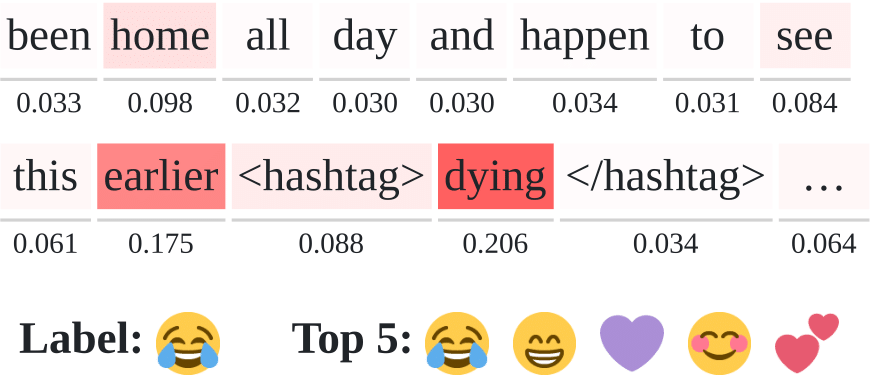 been home all day and happen to see
0.033 0.098 0.032 0.030 0.030 0.034 0.031 0.084
this earlier <hashtag> dying </hashtag> ...
0.061 0.175 0.088 0.206 0.034 0.064
Label: 😂 Top 5: 😂 😁 💜 😊 💕